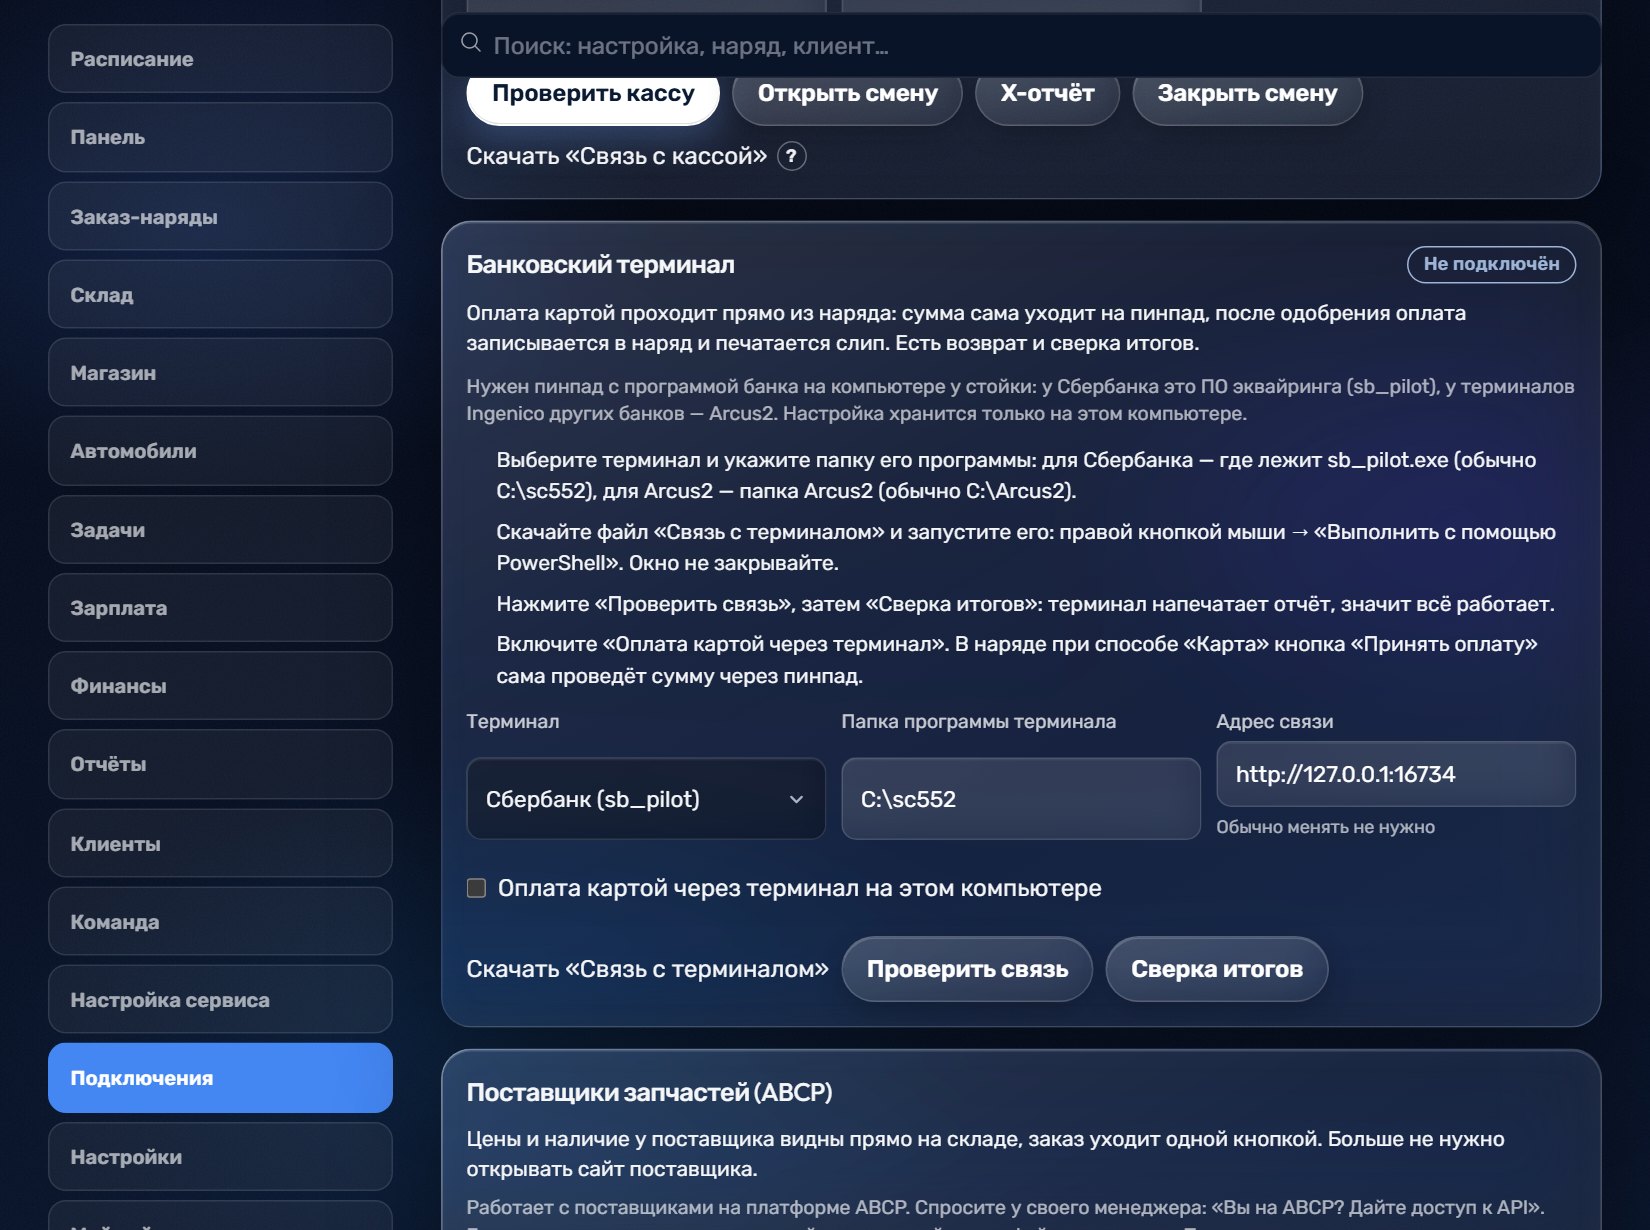 Расписание
Панель
Заказ-наряды
Склад
Магазин
Автомобили
Задачи
Зарплата
Финансы
Отчёты
Клиенты
Команда
Настройка сервиса
Подключения
Настройки
Поиск: настройка, наряд, клиент...
Проверить кассу
Открыть смену
X-отчёт
Закрыть смену
Скачать «Связь с кассой» ?
Банковский терминал
Не подключён
Оплата картой проходит прямо из наряда: сумма сама уходит на пинпад, после одобрения оплата
записывается в наряд и печатается слип. Есть возврат и сверка итогов.
Нужен пинпад с программой банка на компьютере у стойки: у Сбербанка это ПО эквайринга (sb_pilot), у терминалов
Ingenico других банков — Arcus2. Настройка хранится только на этом компьютере.
Выберите терминал и укажите папку его программы: для Сбербанка — где лежит sb_pilot.exe (обычно
C:\sc552), для Arcus2 — папка Arcus2 (обычно C:\Arcus2).
Скачайте файл «Связь с терминалом» и запустите его: правой кнопкой мыши → «Выполнить с помощью
PowerShell». Окно не закрывайте.
Нажмите «Проверить связь», затем «Сверка итогов»: терминал напечатает отчёт, значит всё работает.
Включите «Оплата картой через терминал». В наряде при способе «Карта» кнопка «Принять оплату»
сама проведёт сумму через пинпад.
Терминал
Сбербанк (sb_pilot)
Папка программы терминала
C:\sc552
Адрес связи
http://127.0.0.1:16734
Обычно менять не нужно
Оплата картой через терминал на этом компьютере
Скачать «Связь с терминалом»
Проверить связь
Сверка итогов
Поставщики запчастей (ABCP)
Цены и наличие у поставщика видны прямо на складе, заказ уходит одной кнопкой. Больше не нужно
открывать сайт поставщика.
Работает с поставщиками на платформе ABCP. Спросите у своего менеджера: «Вы на ABCP? Дайте доступ к API».